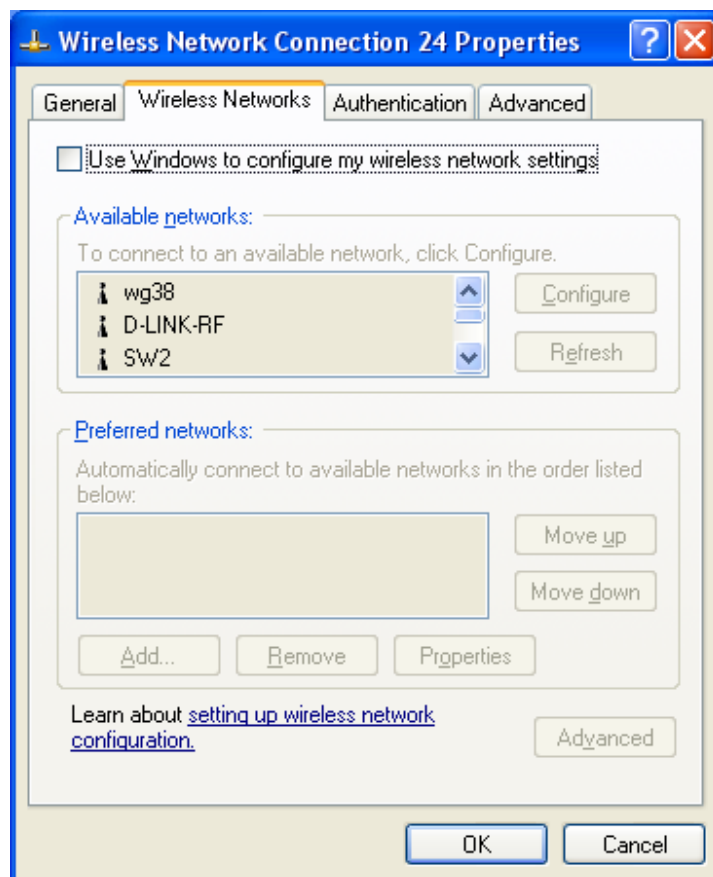 Wireless Network Connection 24 Properties
General Wireless Networks Authentication Advanced
Use Windows to configure my wireless network settings
Available networks:
To connect to an available network, click Configure.
wg38
D-LINK-RF
SW2
Configure
Refresh
Preferred networks:
Automatically connect to available networks in the order listed
below:
Move up
Move down
Add... Remove Properties
Learn about setting up wireless network
configuration.
Advanced
OK Cancel